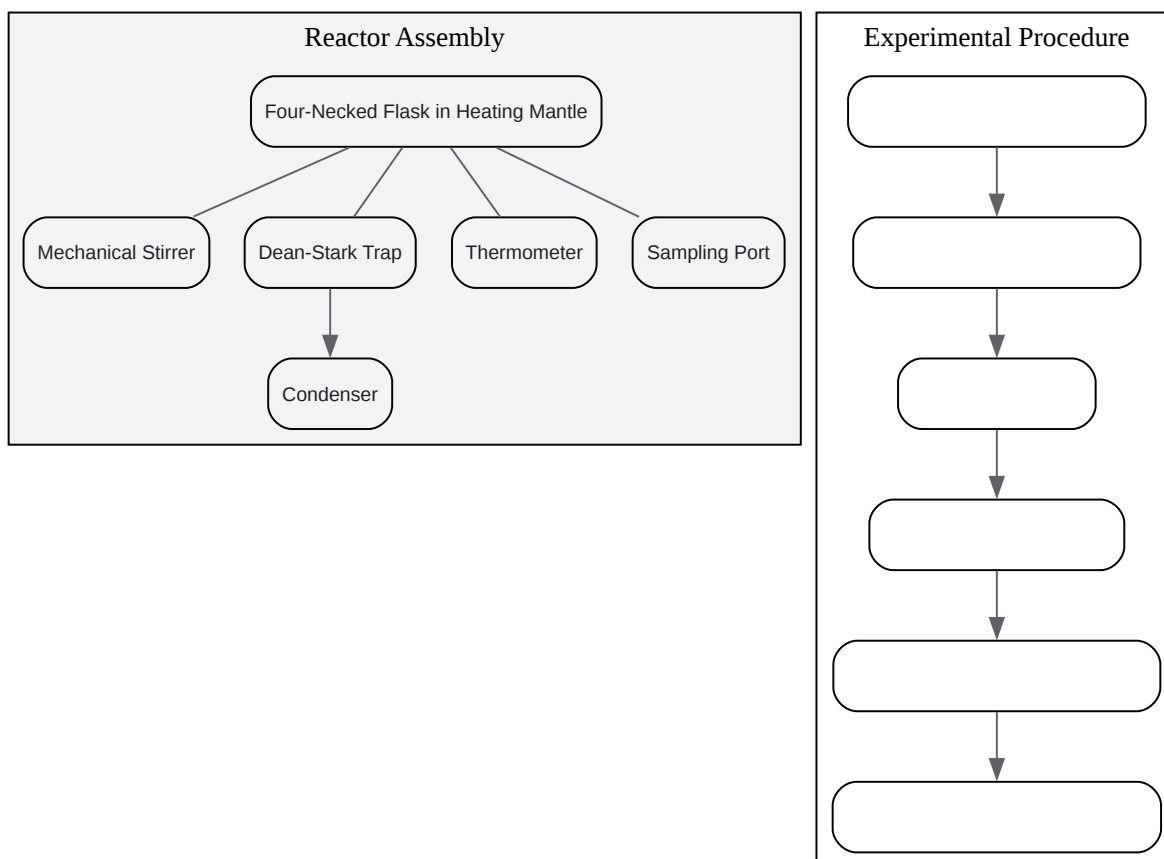 Reactor Assembly
Four-Necked Flask in Heating Mantle
Mechanical Stirrer
Dean-Stark Trap
Thermometer
Sampling Port
Condenser
Experimental Procedure